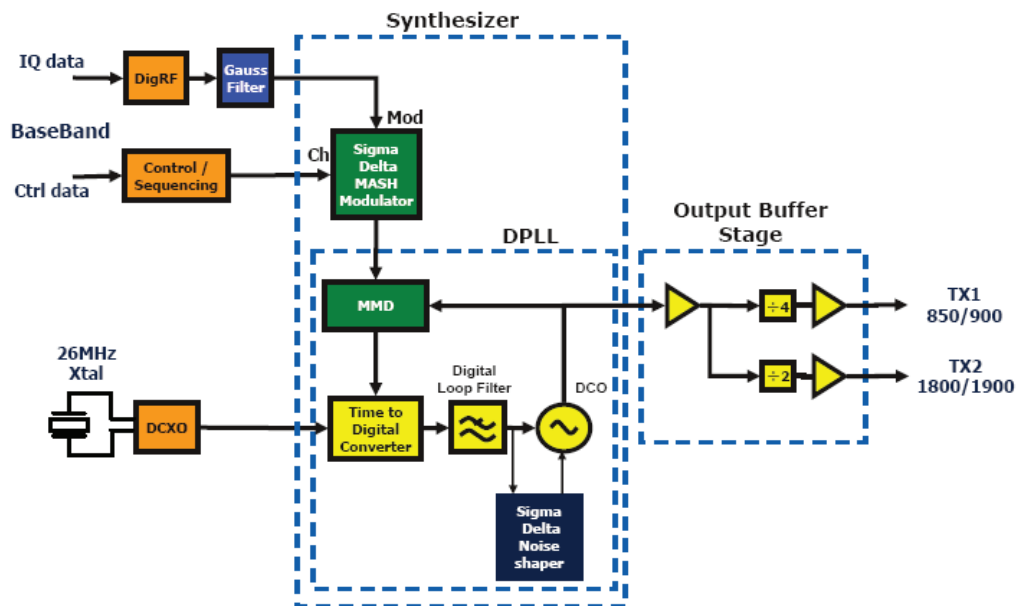 Synthesizer
IQ data
DigRF
Gauss
Filter
Mod
BaseBand
Ch
Sigma
Delta
MASH
Modulator
Ctrl data
Control /
Sequencing
Output Buffer
Stage
DPLL
MMD
÷4
TX1
850/900
26MHz
Xtal
Digital
Loop Filter
DCO
÷2
TX2
1800/1900
DCXO
Time to
Digital
Converter
Sigma
Delta
Noise
shaper